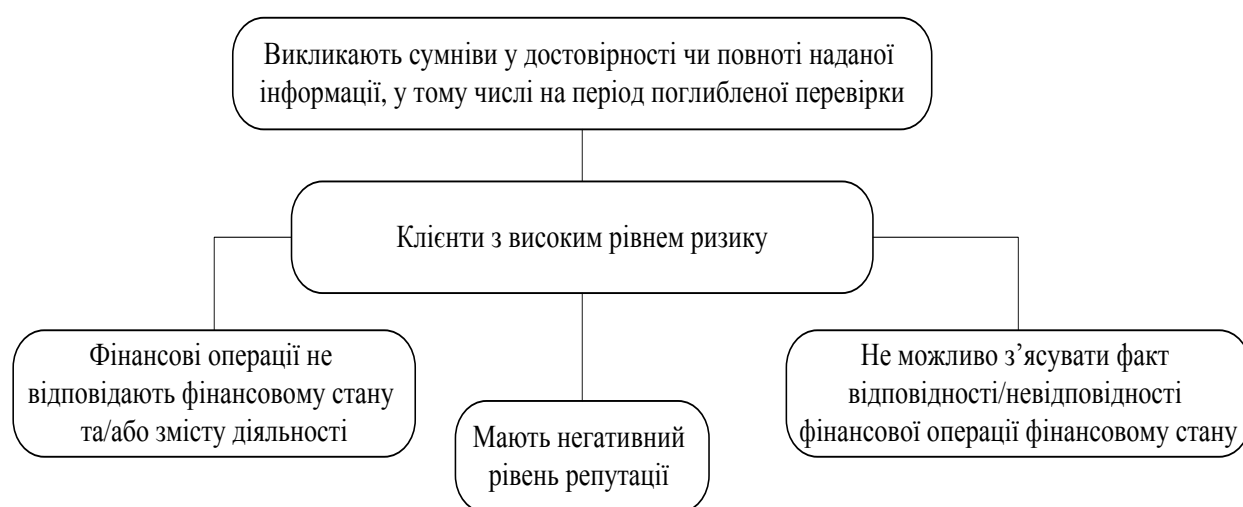 Викликають сумніви у достовірності чи повноті наданої
інформації, у тому числі на період поглибленої перевірки
Клієнти з високим рівнем ризику
Фінансові операції не
відповідають фінансовому стану
та/або змісту діяльності
Мають негативний
рівень репутації
Не можливо з’ясувати факт
відповідності/невідповідності
фінансової операції фінансовому стану